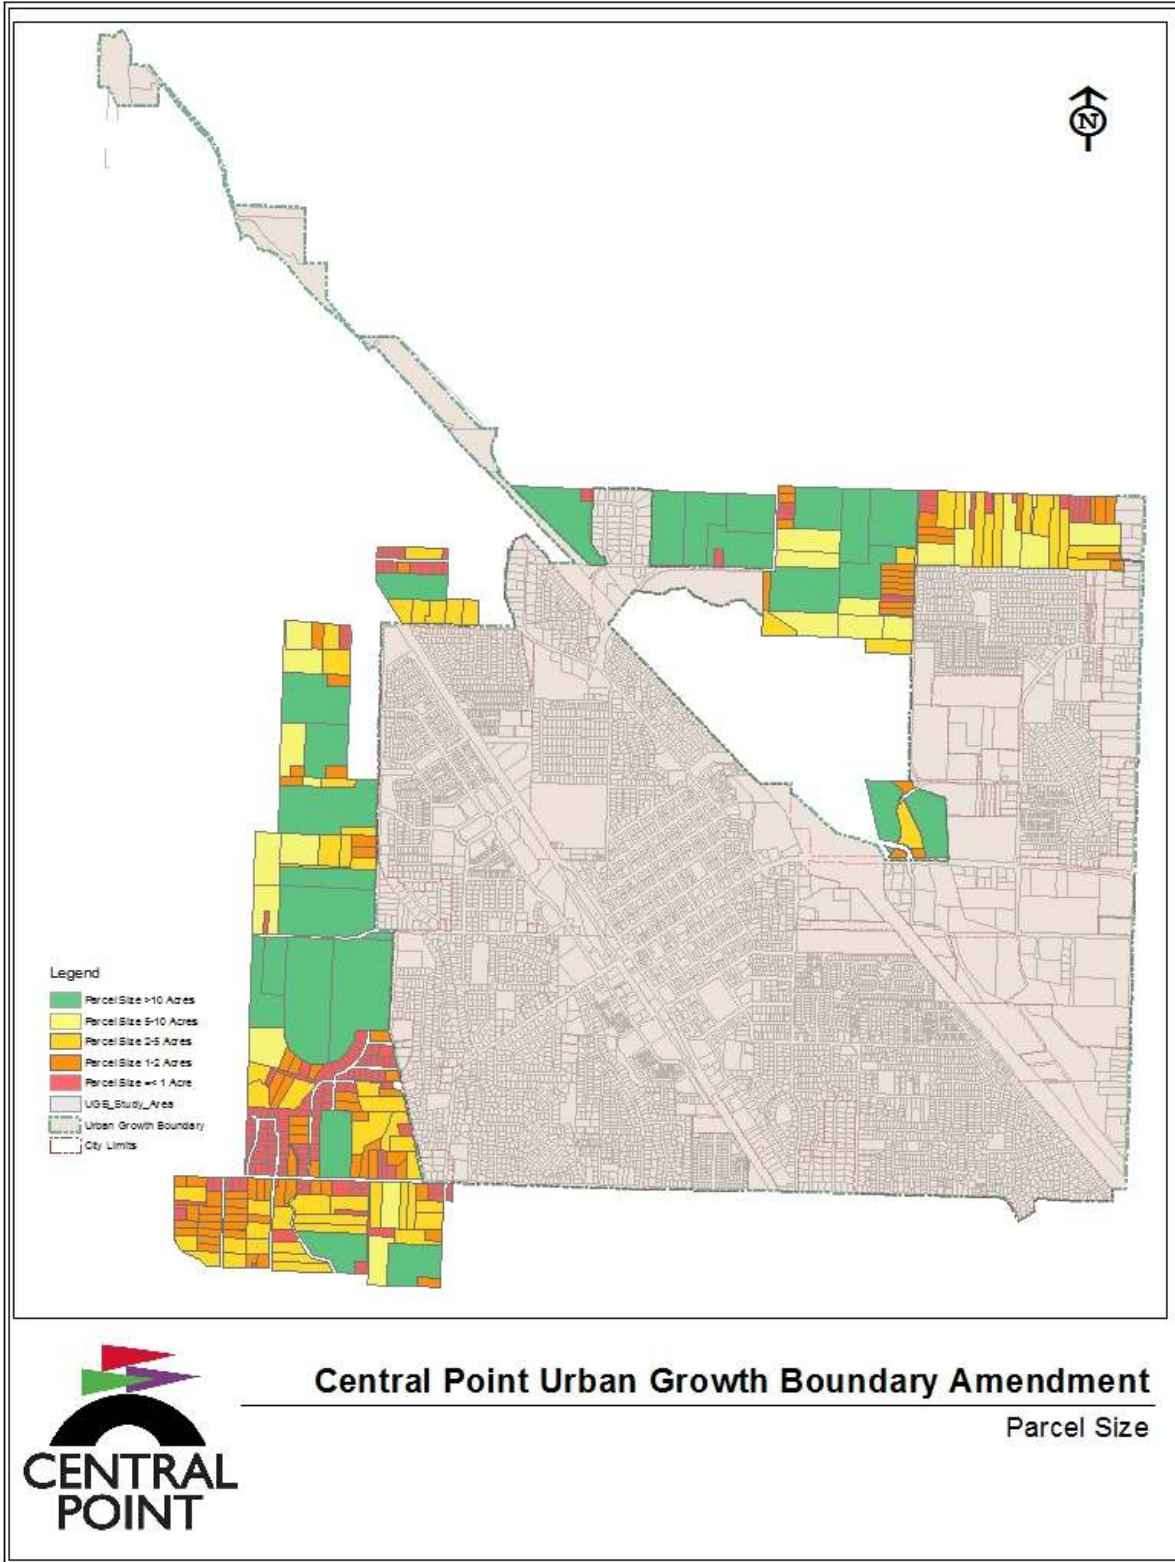 N
Legend
Parcel Size >10 Acres
Parcel Size 5-10 Acres
Parcel Size 2-5 Acres
Parcel Size 1-2 Acres
Parcel Size =< 1 Acre
UGB_Study_Area
Urban Growth Boundary
City Limits
Central Point Urban Growth Boundary Amendment
Parcel Size
CENTRAL
POINT